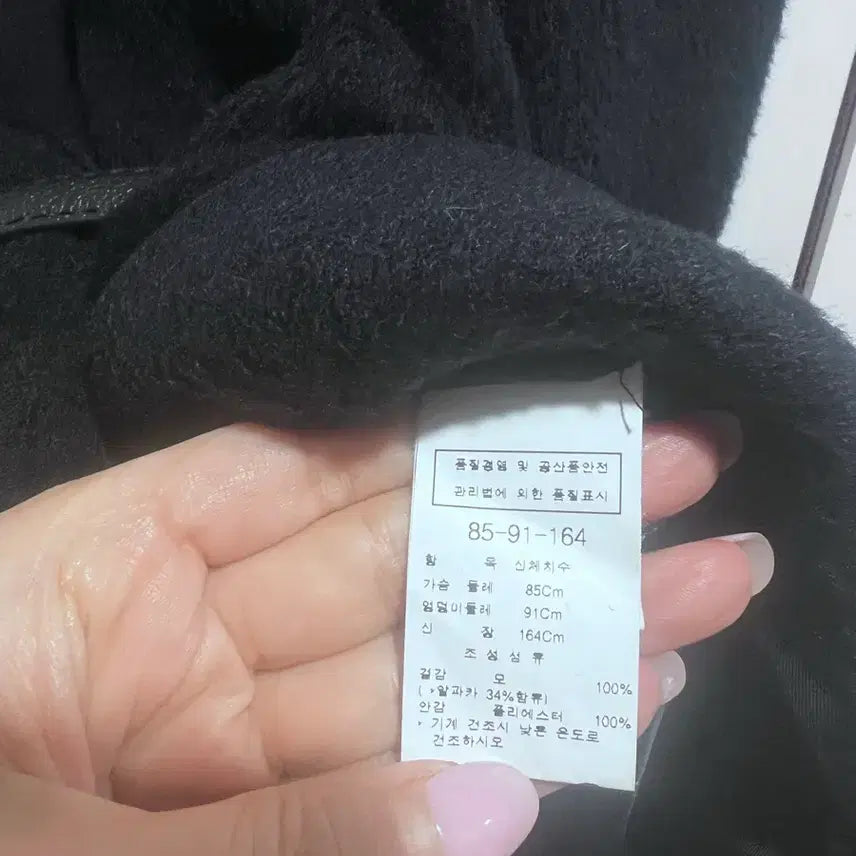 품질경영 및 공산품안전
관리법에 의한 품질표시
85-91-164
항 목 신체치수
가슴 둘레 85Cm
엉덩이둘레 91Cm
신 장 164Cm
조성섬유
겉감 모 100%
(*알파카 34%함유)
안감 폴리에스터 100%
* 기계 건조시 낮은 온도로
건조하시오